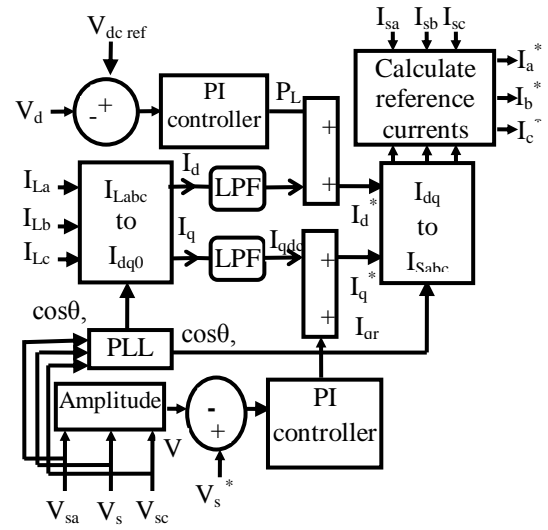 I_sa I_sb I_sc
V_dc ref
Calculate
reference
currents
I_a*
I_b*
I_c*
V_d
- +
PI
controller
P_L
+
+
I_La
I_Lb
I_Lc
I_Labc
to
I_dq0
I_d
LPF
I_q
LPF
I_qdc
I_d*
I_dq
to
I_Sabc
+
+
I_q*
I_qr
cosθ,
PLL
cosθ,
Amplitude
V
-
+
V_s*
PI
controller
V_sa V_s V_sc